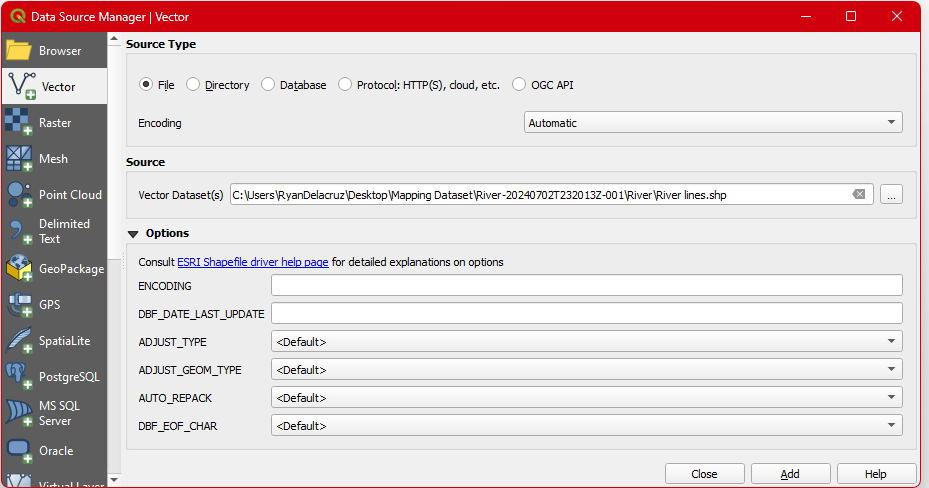 Data Source Manager | Vector
Browser
Vector
Raster
Mesh
Point Cloud
Delimited
Text
GeoPackage
GPS
SpatiaLite
PostgreSQL
MS SQL
Server
Oracle
Virtual Layer
Source Type
File
Directory
Database
Protocol: HTTP(S), cloud, etc.
OGC API
Encoding
Automatic
Source
Vector Dataset(s)
C:\Users\RyanDelacruz\Desktop\Mapping Dataset\River-20240702T232013Z-001\River\River lines.shp
...
Options
Consult ESRI Shapefile driver help page for detailed explanations on options
ENCODING
DBF_DATE_LAST_UPDATE
ADJUST_TYPE
<Default>
ADJUST_GEOM_TYPE
<Default>
AUTO_REPACK
<Default>
DBF_EOF_CHAR
<Default>
Close
Add
Help